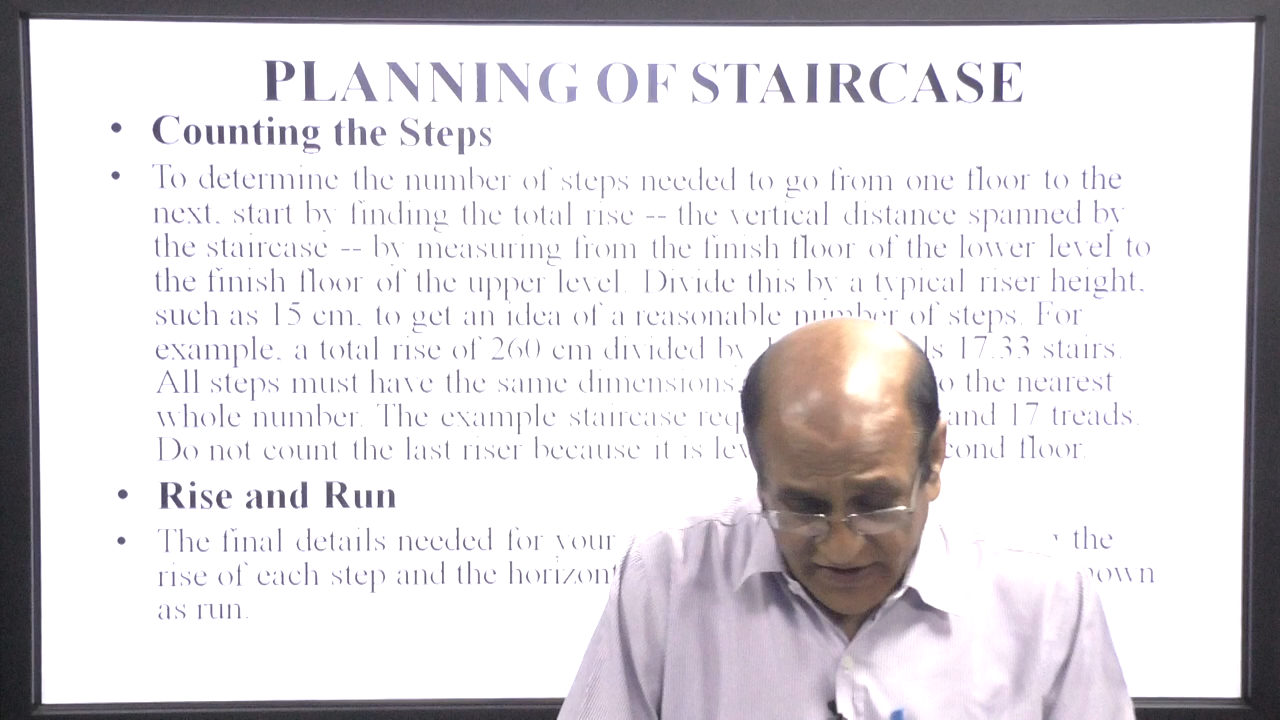 PLANNING OF STAIRCASE
• Counting the Steps
• To determine the number of steps needed to go from one floor to the
next, start by finding the total rise -- the vertical distance spanned by
the staircase -- by measuring from the finish floor of the lower level to
the finish floor of the upper level. Divide this by a typical riser height,
such as 15 cm, to get an idea of a reasonable number of steps. For
example, a total rise of 260 cm divided by 17.33 stairs.
All steps must have the same dimensions, the nearest
whole number. The example staircase and 17 treads.
Do not count the last riser because it is floor.
• Rise and Run
• The final details needed for your the
rise of each step and the
as run.